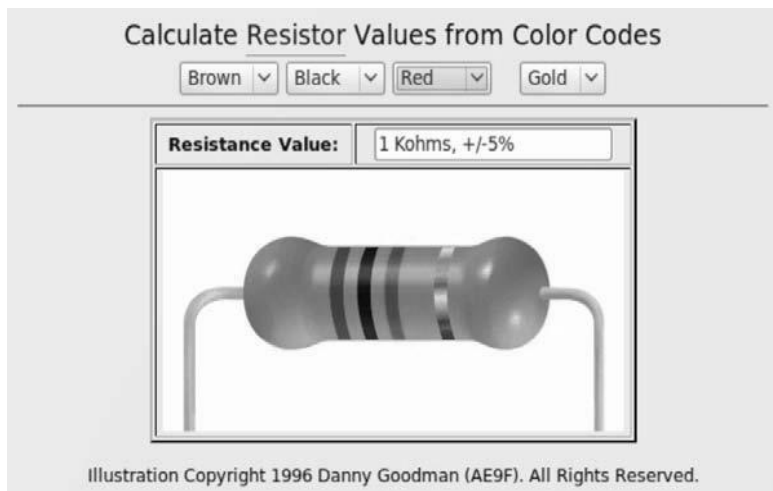 Calculate Resistor Values from Color Codes
Brown Black Red Gold
Resistance Value: 1 Kohms, +/-5%
Illustration Copyright 1996 Danny Goodman (AE9F). All Rights Reserved.